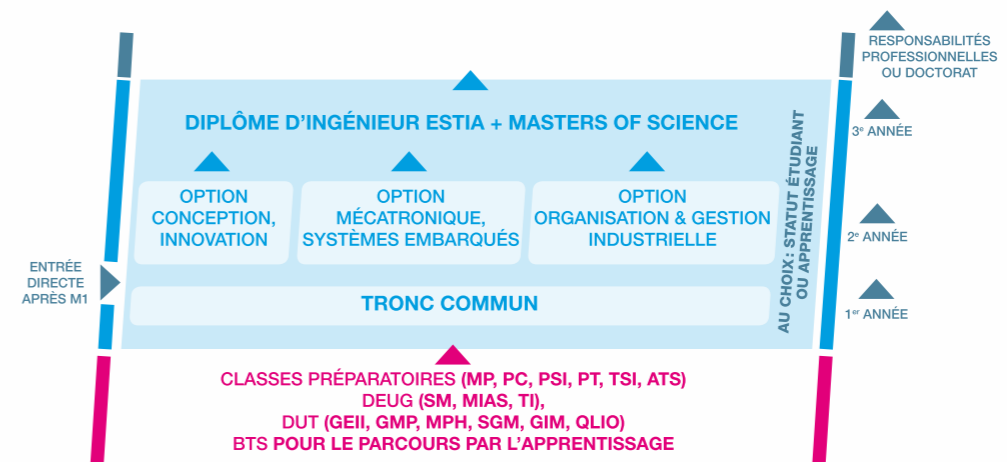 RESPONSABILITÉS
PROFESSIONNELLES
OU DOCTORAT
DIPLÔME D'INGÉNIEUR ESTIA + MASTERS OF SCIENCE
3e ANNÉE
OPTION
CONCEPTION,
INNOVATION
OPTION
MÉCATRONIQUE,
SYSTÈMES EMBARQUÉS
OPTION
ORGANISATION & GESTION
INDUSTRIELLE
AU CHOIX : STATUT ÉTUDIANT
OU APPRENTISSAGE
2e ANNÉE
ENTRÉE
DIRECTE
APRÈS M1
TRONC COMMUN
1er ANNÉE
CLASSES PRÉPARATOIRES (MP, PC, PSI, PT, TSI, ATS)
DEUG (SM, MIAS, TI),
DUT (GEII, GMP, MPH, SGM, GIM, QLIO)
BTS POUR LE PARCOURS PAR L'APPRENTISSAGE